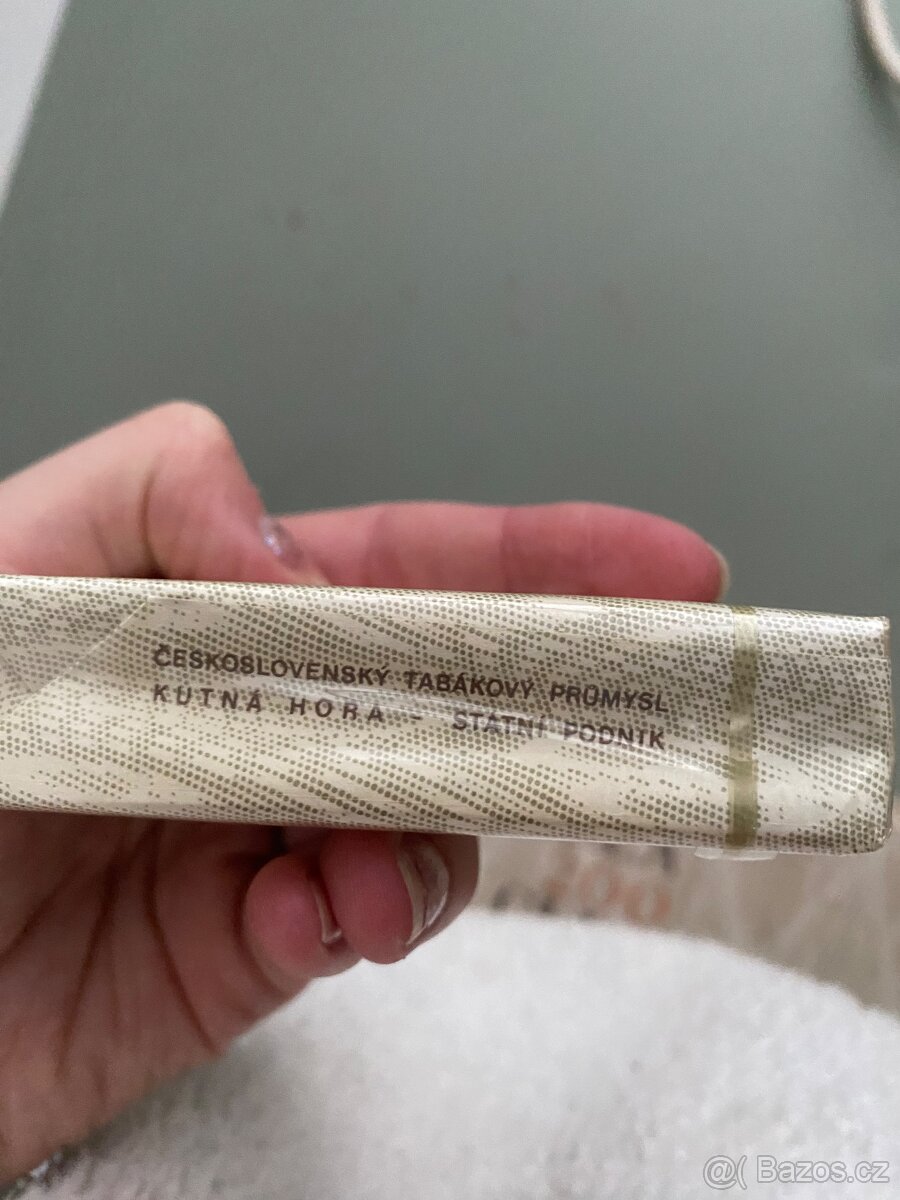 ČESKOSLOVENSKÝ TABÁKOVÝ PRŮMYSL
KUTNÁ HORA - STÁTNÍ PODNIK
@( Bazos.cz